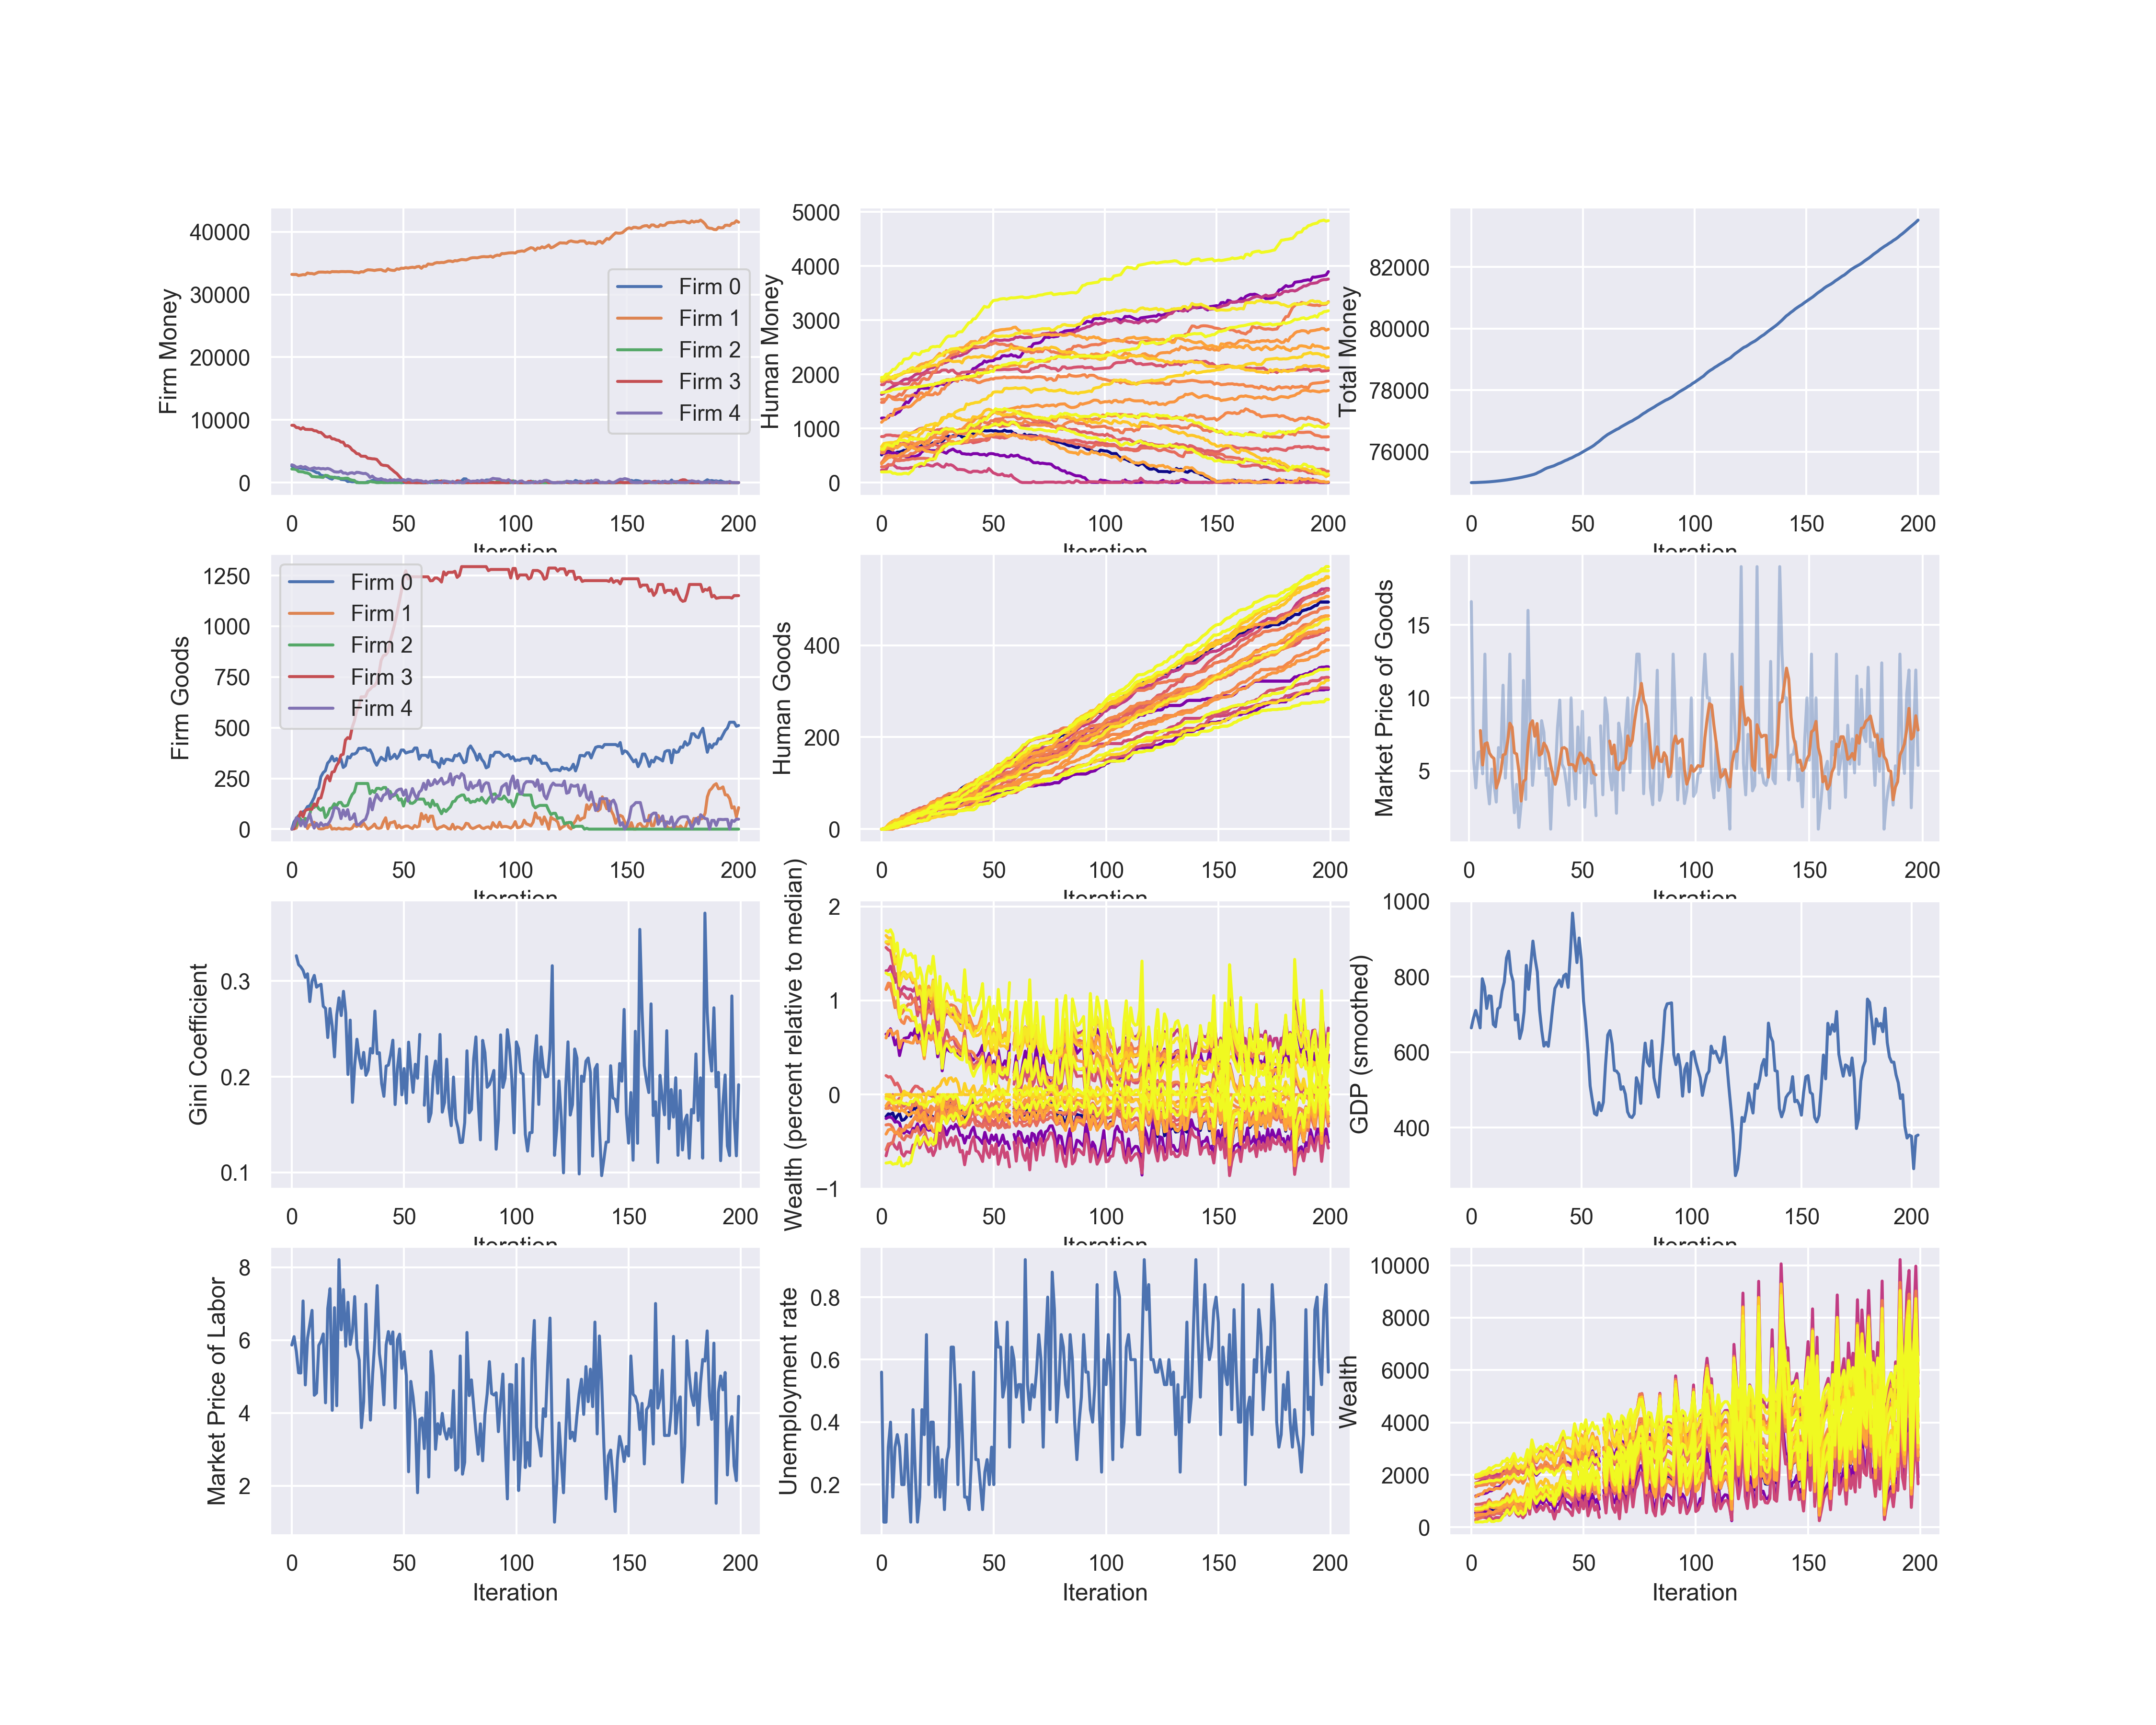 Firm Money
40000
30000
20000
10000
0
Firm 0
Firm 1
Firm 2
Firm 3
Firm 4
0 50 100 150 200
Iteration
Human Money
5000
4000
3000
2000
1000
0
0 50 100 150 200
Iteration
Total Money
82000
80000
78000
76000
0 50 100 150 200
Iteration
Firm Goods
1250
1000
750
500
250
0
Firm 0
Firm 1
Firm 2
Firm 3
Firm 4
0 50 100 150 200
Iteration
Human Goods
400
200
0
0 50 100 150 200
Iteration
Market Price of Goods
15
10
5
0 50 100 150 200
Iteration
Gini Coefficient
0.3
0.2
0.1
0 50 100 150 200
Iteration
Wealth (percent relative to median)
2
1
0
−1
0 50 100 150 200
Iteration
GDP (smoothed)
1000
800
600
400
0 50 100 150 200
Iteration
Market Price of Labor
8
6
4
2
0 50 100 150 200
Iteration
Unemployment rate
0.8
0.6
0.4
0.2
0 50 100 150 200
Iteration
Wealth
10000
8000
6000
4000
2000
0
0 50 100 150 200
Iteration